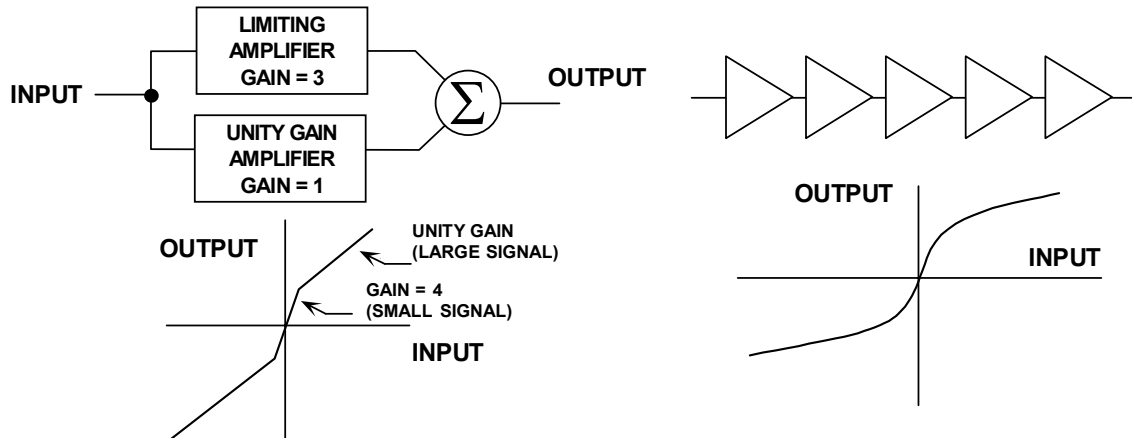 LIMITING
AMPLIFIER
GAIN = 3
INPUT
OUTPUT
Σ
UNITY GAIN
AMPLIFIER
GAIN = 1
OUTPUT
UNITY GAIN
(LARGE SIGNAL)
GAIN = 4
(SMALL SIGNAL)
INPUT
OUTPUT
INPUT